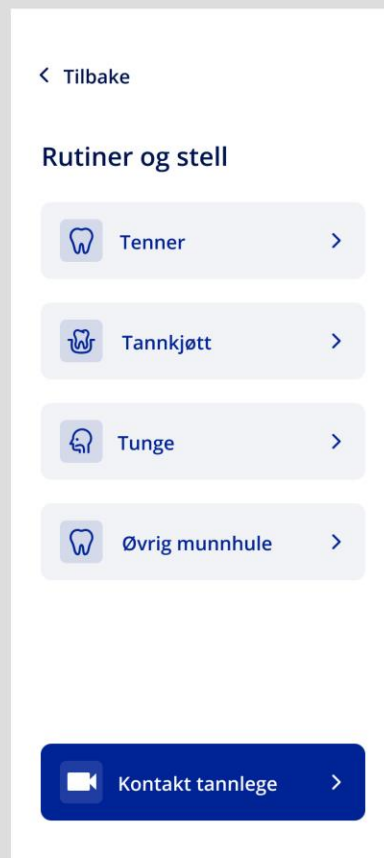 Tilbake
Rutiner og stell
Tenner
Tannkjøtt
Tunge
Øvrig munnhule
Kontakt tannlege